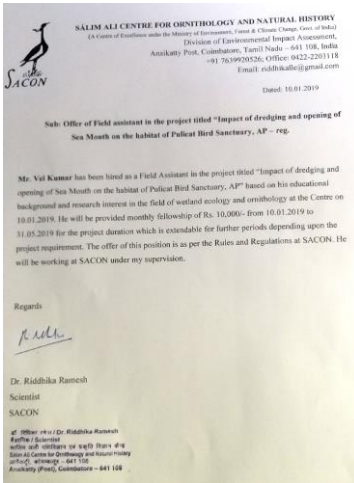 SÁLIM ALI CENTRE FOR ORNITHOLOGY AND NATURAL HISTORY
(A Centre of Excellence under the Ministry of Environment, Forest & Climate Change, Govt. of India)
Division of Environmental Impact Assessment,
Anaikatty Post, Coimbatore, Tamil Nadu – 641 108, India
+91 7639920526; Office: 0422-2203118
Email: riddhikalle@gmail.com
SACON
Dated: 10.01.2019
Sub: Offer of Field assistant in the project titled "Impact of dredging and opening of
Sea Mouth on the habitat of Pulicat Bird Sanctuary, AP – reg.
Mr. Vel Kumar has been hired as a Field Assistant in the project titled "Impact of dredging and
opening of Sea Mouth on the habitat of Pulicat Bird Sanctuary, AP" based on his educational
background and research interest in the field of wetland ecology and ornithology at the Centre on
10.01.2019. He will be provided monthly fellowship of Rs. 10,000/- from 10.01.2019 to
31.05.2019 for the project duration which is extendable for further periods depending upon the
project requirement. The offer of this position is as per the Rules and Regulations at SACON. He
will be working at SACON under my supervision.
Regards
Dr. Riddhika Ramesh
Scientist
SACON
/ Dr. Riddhika Ramesh
/ Scientist
Salim Ali Centre for Ornithology and Natural History
– 641 108
Anaikatty (Post), Coimbatore – 641 108